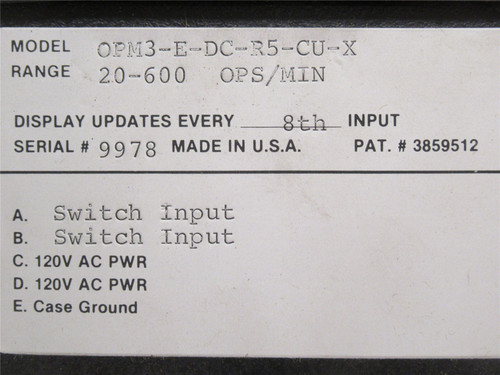 MODEL OPM3-E-DC-R5-CU-X
RANGE 20-600 OPS/MIN
DISPLAY UPDATES EVERY 8th INPUT
SERIAL # 9978 MADE IN U.S.A. PAT. # 3859512
A. Switch Input
B. Switch Input
C. 120V AC PWR
D. 120V AC PWR
E. Case Ground